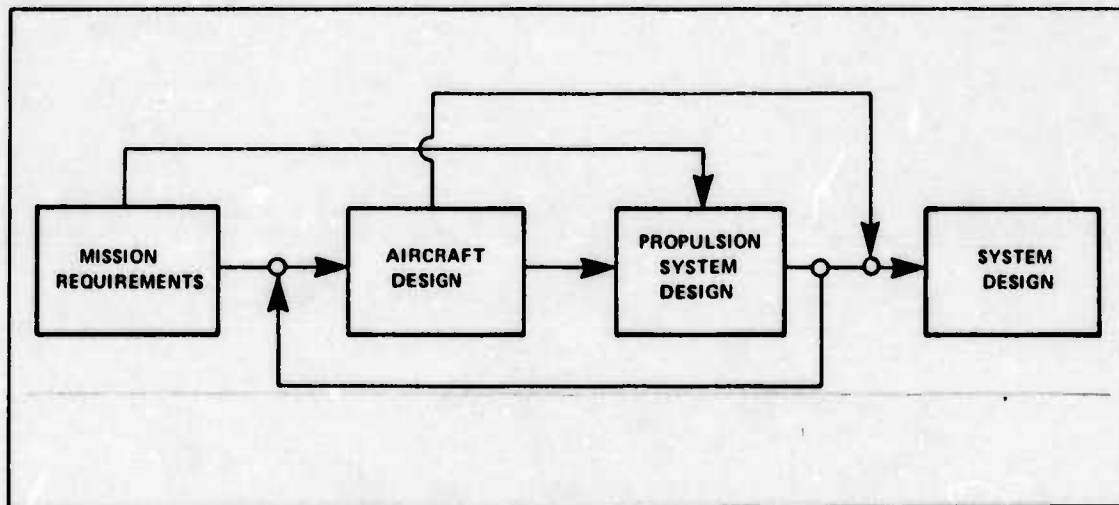 MISSION
REQUIREMENTS
AIRCRAFT
DESIGN
PROPULSION
SYSTEM
DESIGN
SYSTEM
DESIGN